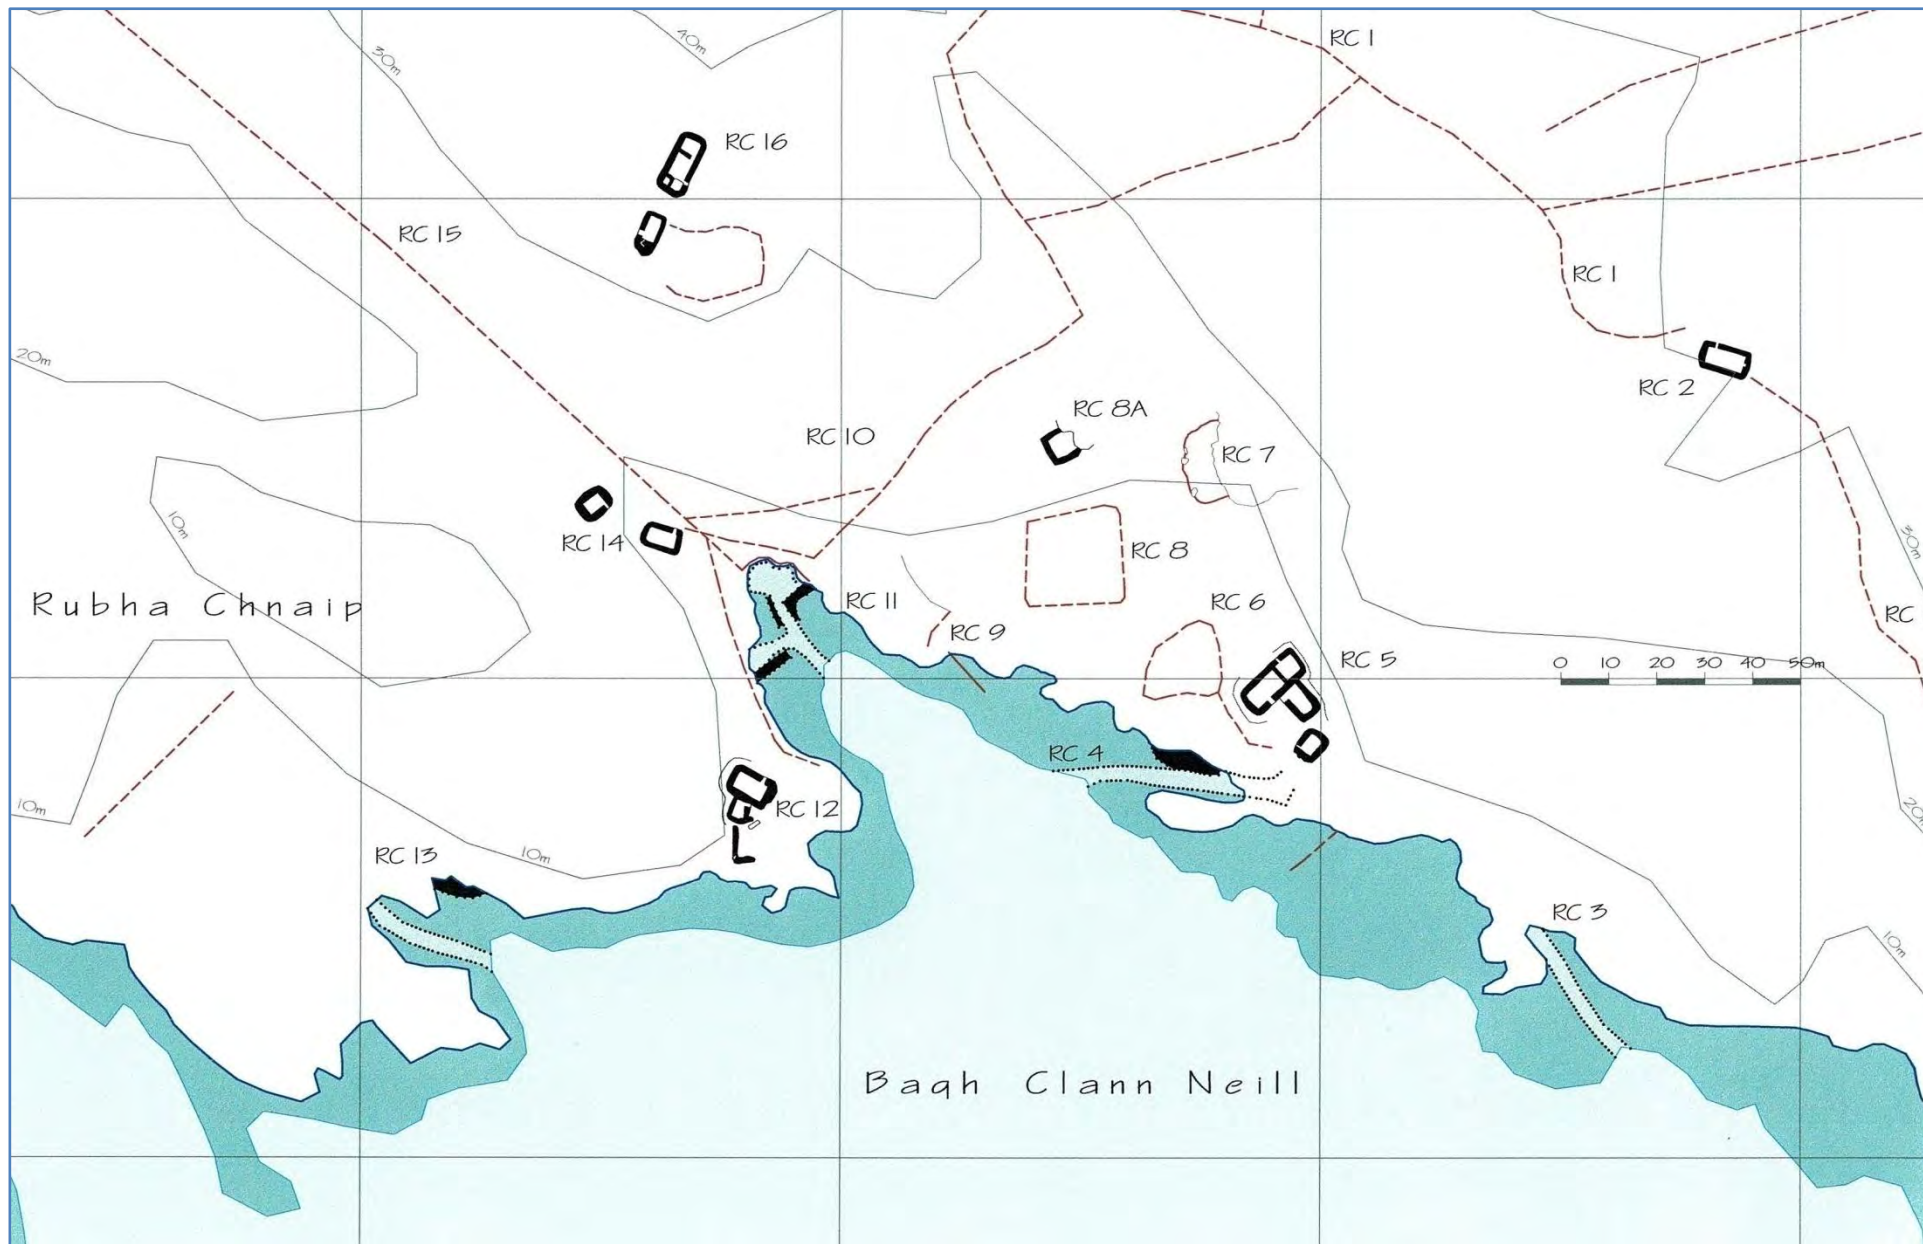 RC 1
40m
30m
RC 16
RC 15
RC 1
20m
RC 2
RC 8A
RC 10
RC 7
10m
30m
RC 14
RC 8
Rubha Chnaip
RC 11
RC 6
RC
RC 9
RC 5
0 10 20 30 40 50m
RC 4
10m
RC 12
20m
RC 13
10m
RC 3
10m
Bagh Clann Neill